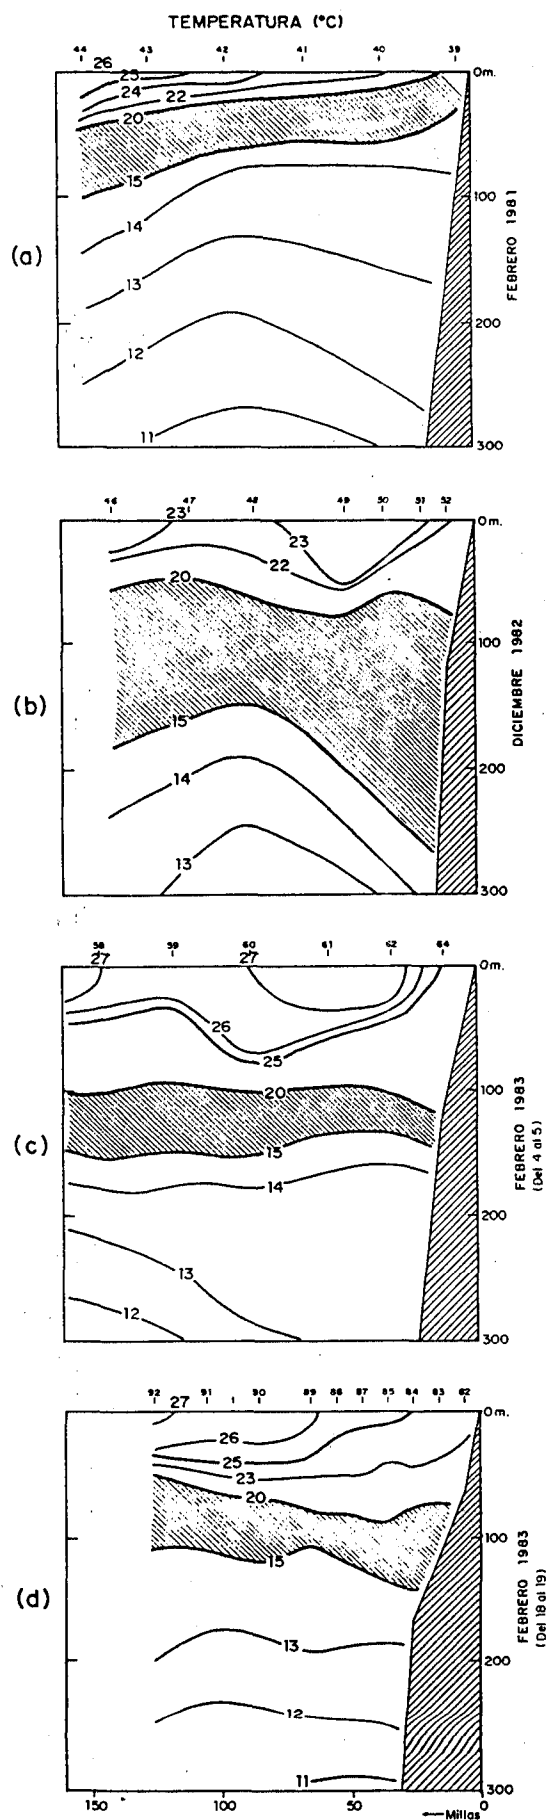 TEMPERATURA (°C)
44 43 42 41 40 39
26
23
24
22
20
15
14
13
12
11
0m.
100
200
300
(a)
FEBRERO 1981
46 47 48 49 50 51 52
23
23
22
20
15
14
13
0m.
100
200
300
(b)
DICIEMBRE 1982
58 59 60 61 62 64
27
27
26
25
20
15
14
13
12
0m.
100
200
300
(c)
FEBRERO 1983
(Del 4 al 5)
92 91 90 89 88 87 85 84 83 82
27
26
25
23
20
15
13
12
11
0m.
100
200
300
(d)
FEBRERO 1983
(Del 18 al 19)
150 100 50 0
←Millas